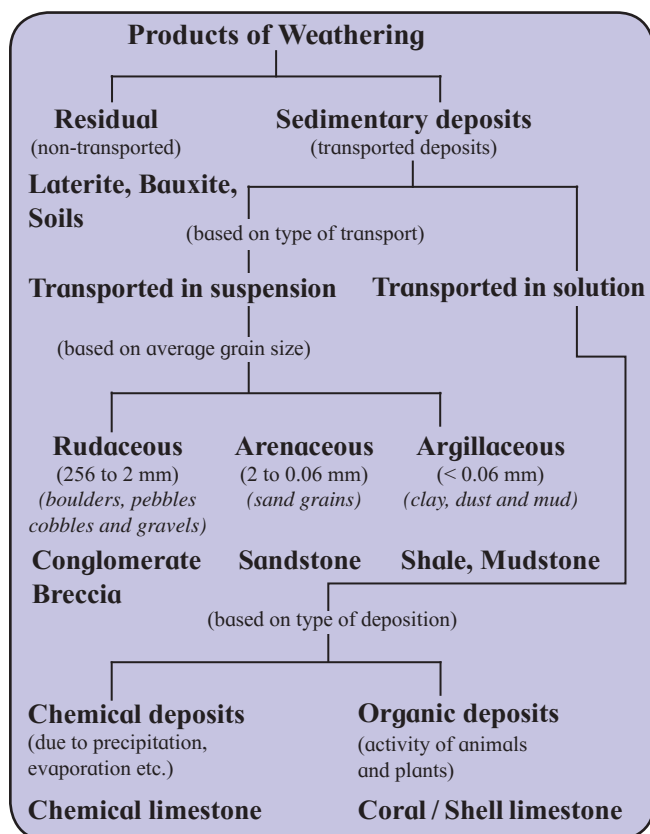 Products of Weathering
Residual
(non-transported)
Laterite, Bauxite,
Soils
Sedimentary deposits
(transported deposits)
(based on type of transport)
Transported in suspension
Transported in solution
(based on average grain size)
Rudaceous
(256 to 2 mm)
(boulders, pebbles
cobbles and gravels)
Conglomerate
Breccia
Arenaceous
(2 to 0.06 mm)
(sand grains)
Sandstone
Argillaceous
(< 0.06 mm)
(clay, dust and mud)
Shale, Mudstone
(based on type of deposition)
Chemical deposits
(due to precipitation,
evaporation etc.)
Chemical limestone
Organic deposits
(activity of animals
and plants)
Coral / Shell limestone